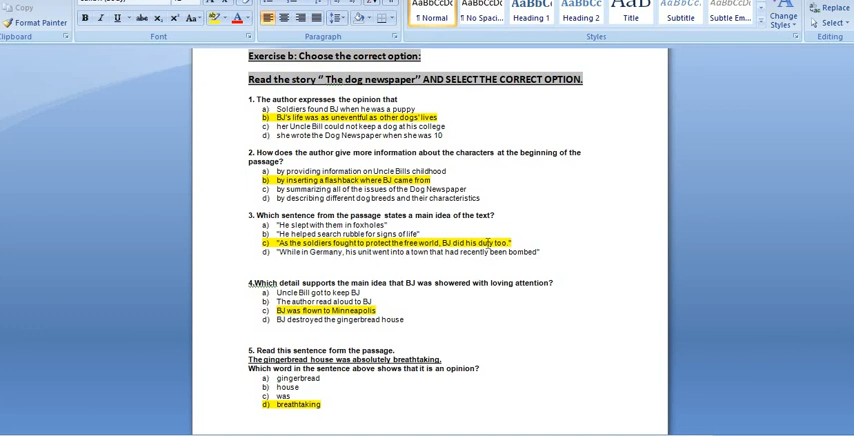 Copy
Format Painter
Clipboard
Font
Paragraph
¶ Normal
¶ No Spaci...
Heading 1
Heading 2
Title
Subtitle
Subtle Em...
Change
Styles
Styles
Replace
Select
Editing
Exercise b: Choose the correct option:
Read the story ‘’ The dog newspaper’’ AND SELECT THE CORRECT OPTION.
1. The author expresses the opinion that
a) Soldiers found BJ when he was a puppy
b) BJ's life was as uneventful as other dogs' lives
c) her Uncle Bill could not keep a dog at his college
d) she wrote the Dog Newspaper when she was 10
2. How does the author give more information about the characters at the beginning of the
passage?
a) by providing information on Uncle Bills childhood
b) by inserting a flashback where BJ came from
c) by summarizing all of the issues of the Dog Newspaper
d) by describing different dog breeds and their characteristics
3. Which sentence from the passage states a main idea of the text?
a) "He slept with them in foxholes"
b) "He helped search rubble for signs of life"
c) "As the soldiers fought to protect the free world, BJ did his duty too."
d) "While in Germany, his unit went into a town that had recently been bombed"
4.Which detail supports the main idea that BJ was showered with loving attention?
a) Uncle Bill got to keep BJ
b) The author read aloud to BJ
c) BJ was flown to Minneapolis
d) BJ destroyed the gingerbread house
5. Read this sentence form the passage.
The gingerbread house was absolutely breathtaking.
Which word in the sentence above shows that it is an opinion?
a) gingerbread
b) house
c) was
d) breathtaking